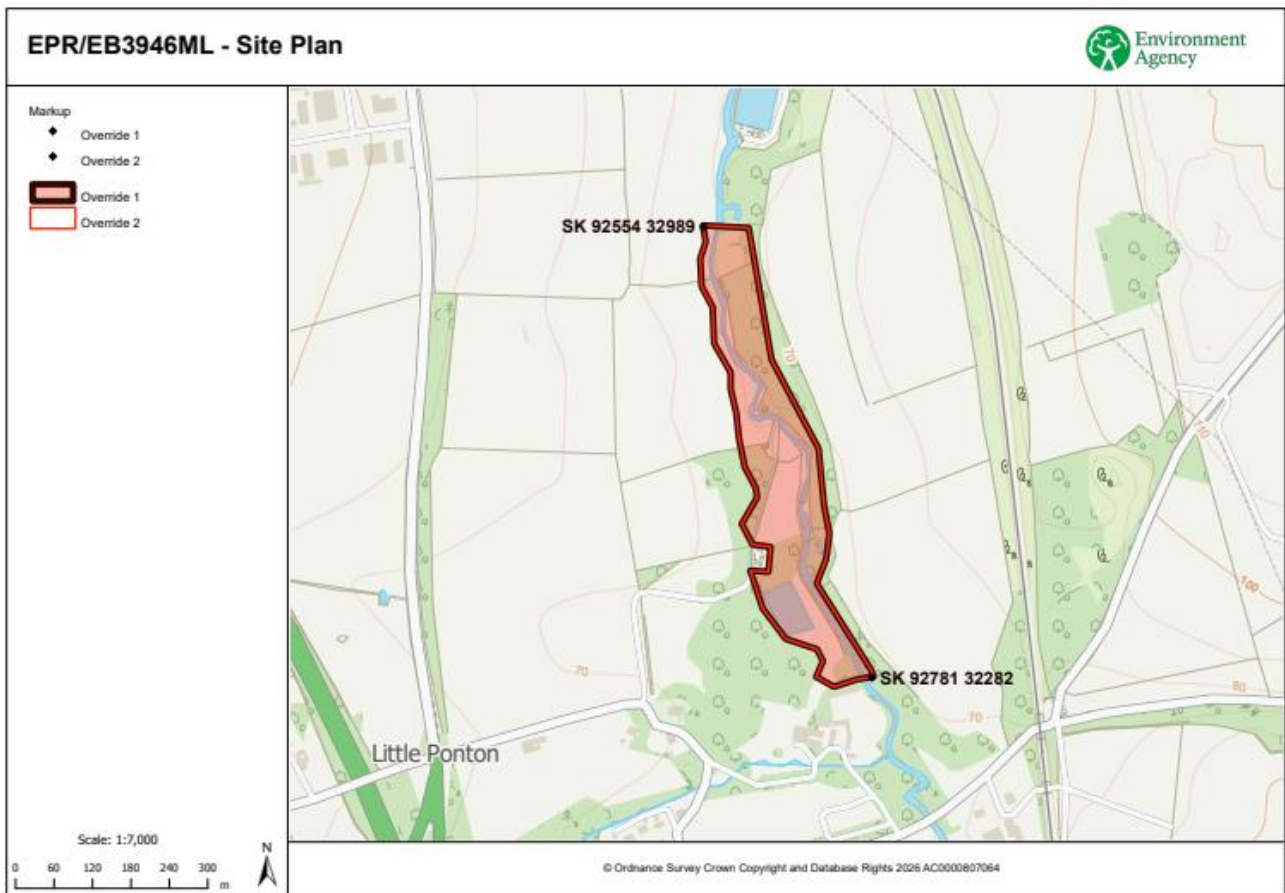 EPR/EB3946ML - Site Plan
Environment
Agency
Markup
Override 1
Override 2
Override 1
Override 2
SK 92554 32989
70
110
100
SK 92781 32282
70
70
80
Little Ponton
Scale: 1:7,000
N
0 60 120 180 240 300
m
© Ordnance Survey Crown Copyright and Database Rights 2026 AC0000807064